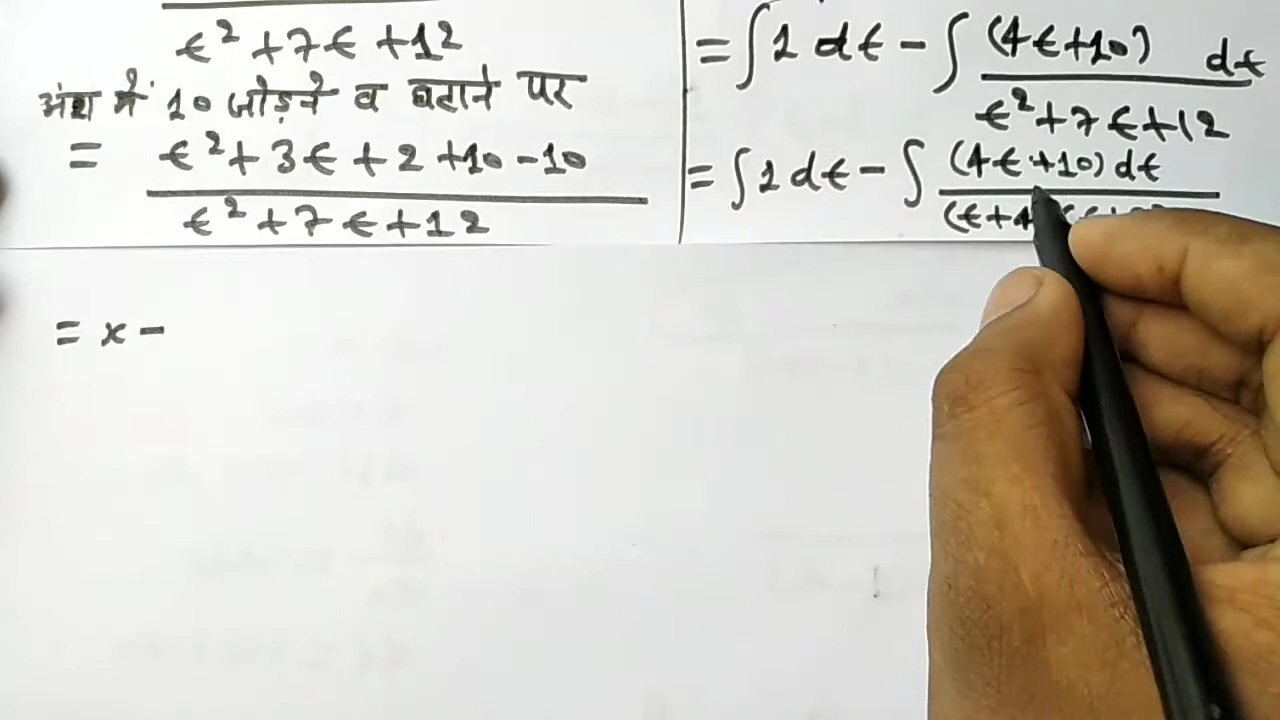 t² + 7t + 12
अंश में 10 जोड़ने व घटाने पर
= t² + 3t + 2 + 10 - 10
t² + 7t + 12
= ∫ 1 dt - ∫ (4t + 10) dt
t² + 7t + 12
= ∫ 1 dt - ∫ (4t + 10) dt
(t + 4
= x -